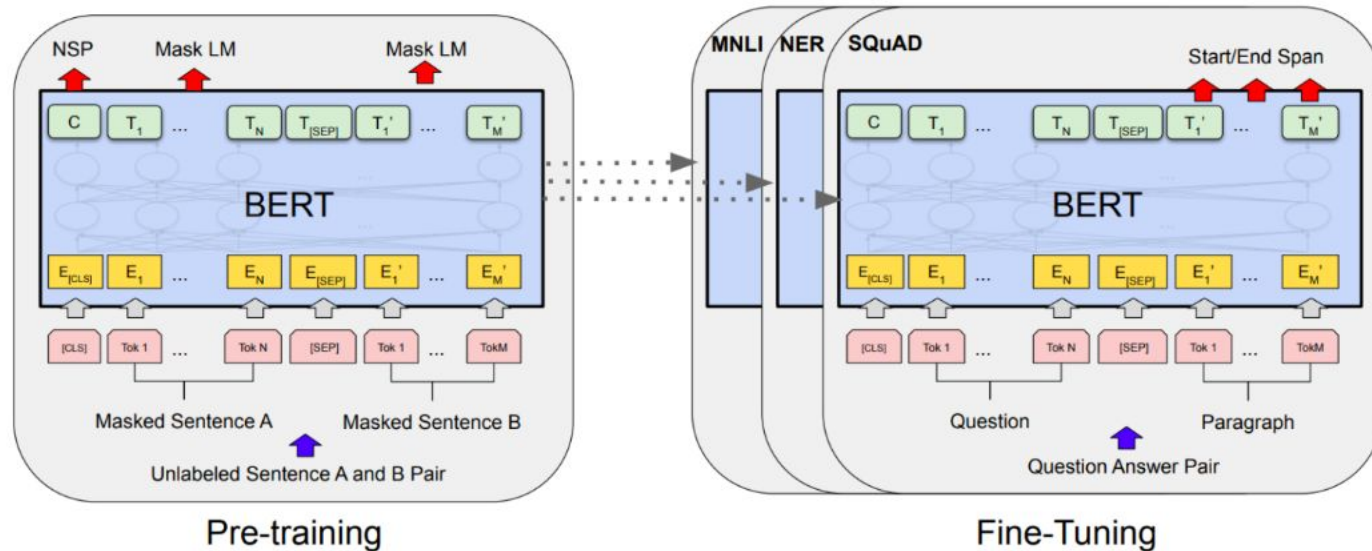 NSP Mask LM Mask LM
C T1 ... TN T[SEP] T1' ... TM'
BERT
E[CLS] E1 ... EN E[SEP] E1' ... EM'
[CLS] Tok 1 ... Tok N [SEP] Tok 1 ... TokM
Masked Sentence A Masked Sentence B
Unlabeled Sentence A and B Pair
Pre-training
MNLI NER SQuAD
Start/End Span
C T1 ... TN T[SEP] T1' ... TM'
BERT
E[CLS] E1 ... EN E[SEP] E1' ... EM'
[CLS] Tok 1 ... Tok N [SEP] Tok 1 ... TokM
Question Paragraph
Question Answer Pair
Fine-Tuning